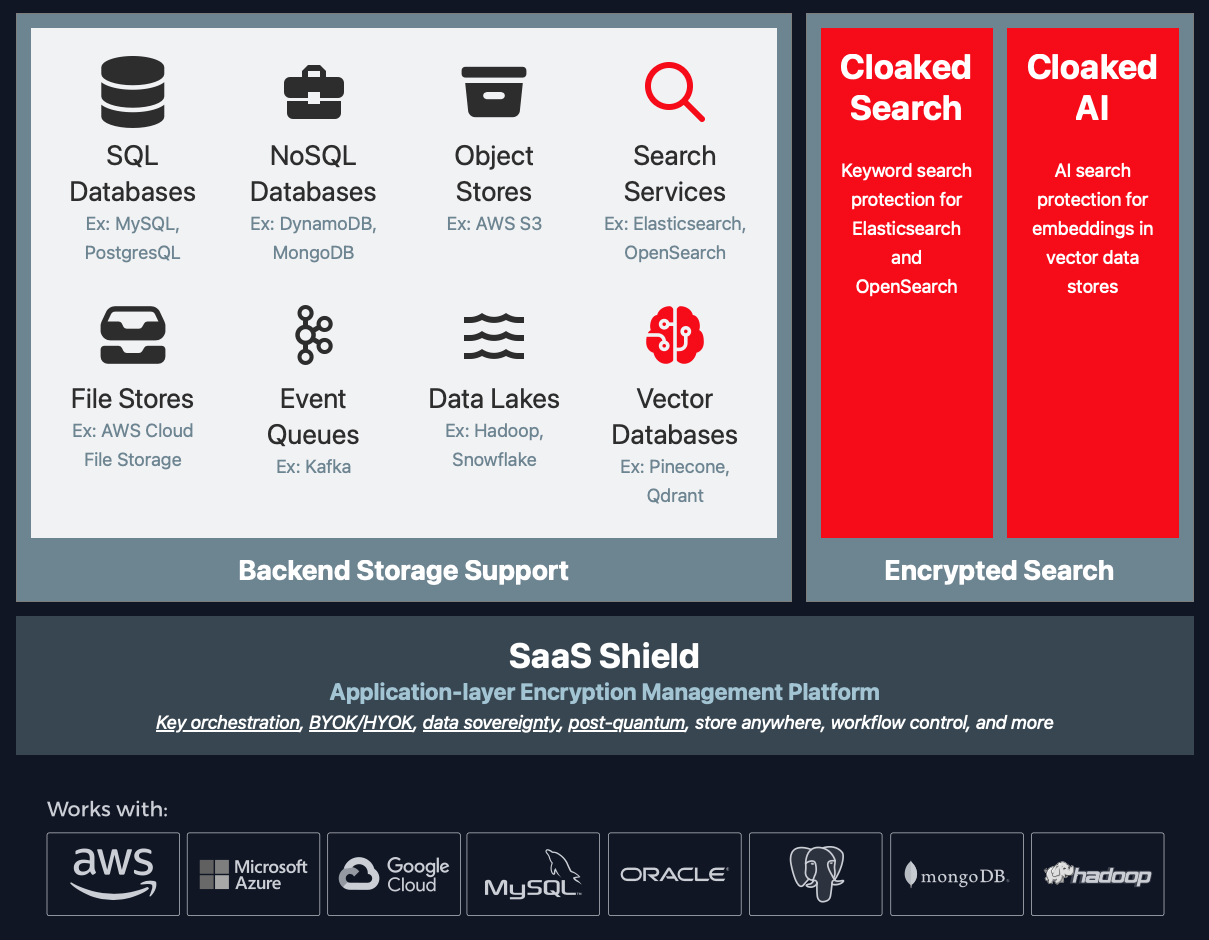 SQL
Databases
Ex: MySQL,
PostgresQL
NoSQL
Databases
Ex: DynamoDB,
MongoDB
Object
Stores
Ex: AWS S3
Search
Services
Ex: Elasticsearch,
OpenSearch
File Stores
Ex: AWS Cloud
File Storage
Event
Queues
Ex: Kafka
Data Lakes
Ex: Hadoop,
Snowflake
Vector
Databases
Ex: Pinecone,
Qdrant
Backend Storage Support
Cloaked
Search
Keyword search
protection for
Elasticsearch
and
OpenSearch
Cloaked
AI
AI search
protection for
embeddings in
vector data
stores
Encrypted Search
SaaS Shield
Application-layer Encryption Management Platform
Key orchestration, BYOK/HYOK, data sovereignty, post-quantum, store anywhere, workflow control, and more
Works with:
aws
Microsoft
Azure
Google
Cloud
MySQL™
ORACLE®
mongoDB®
hadoop